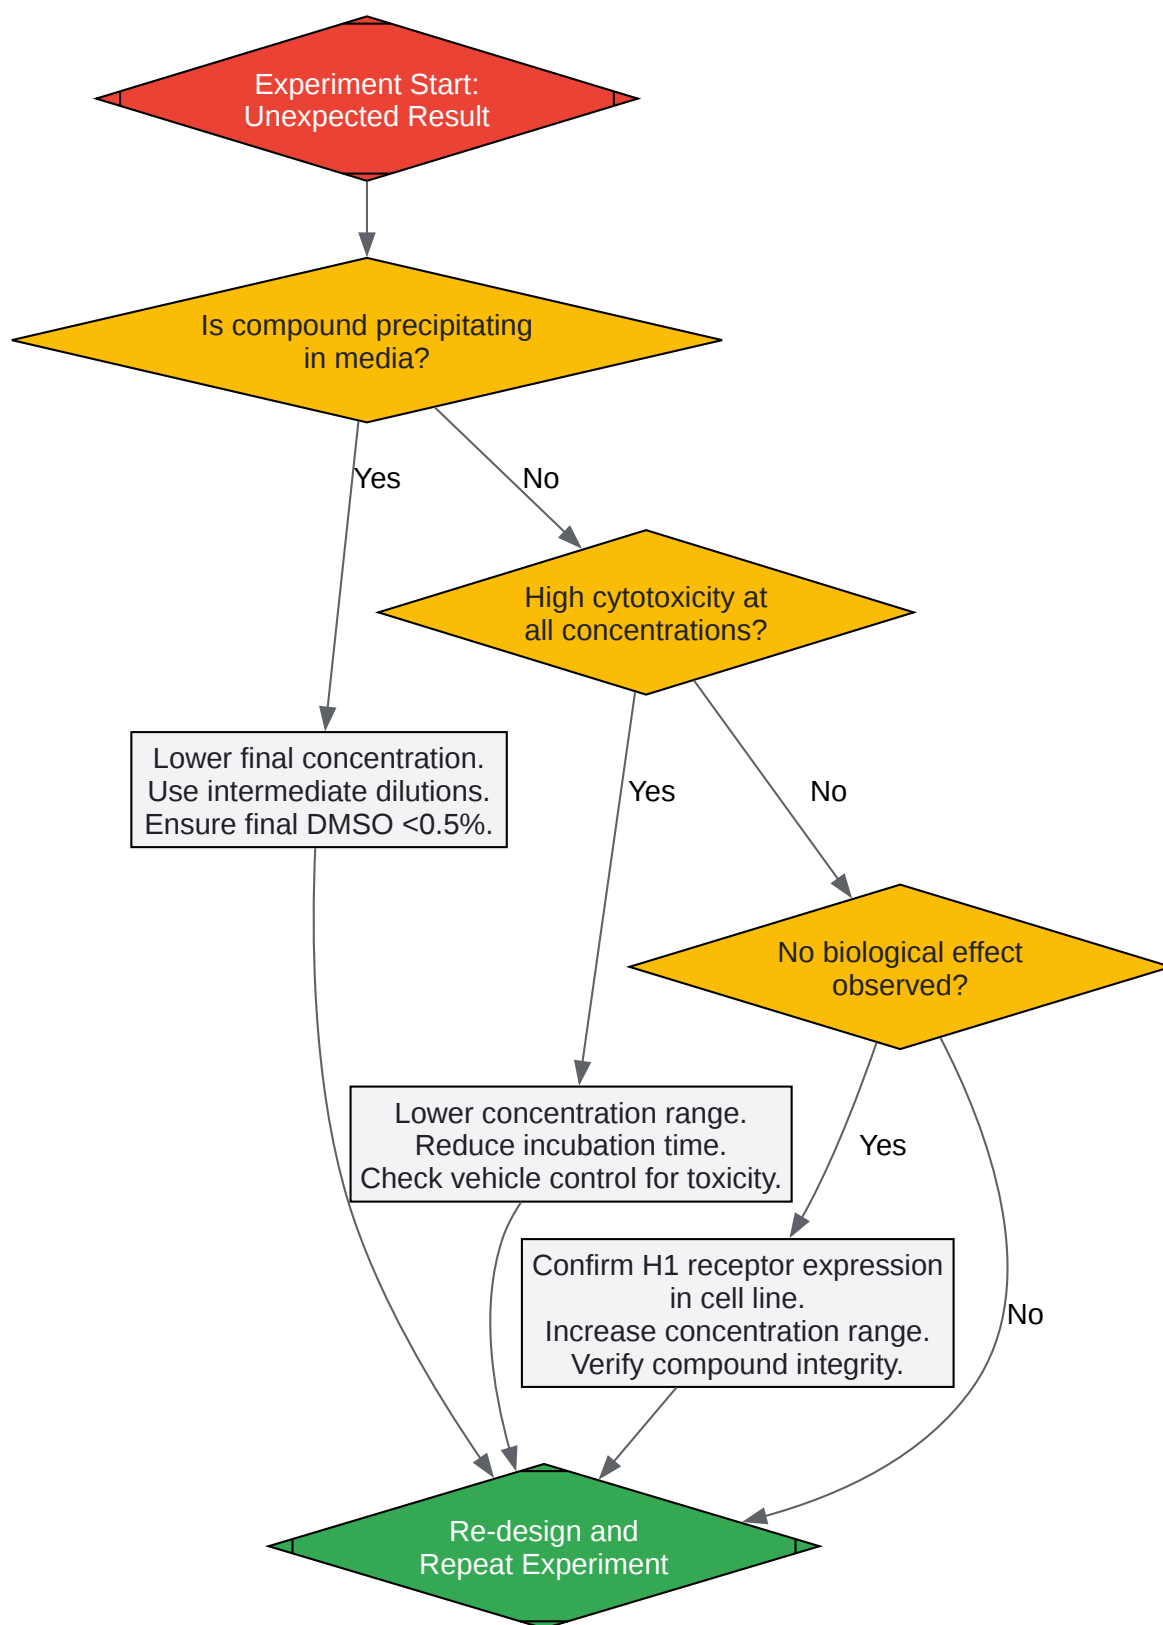 Experiment Start:
Unexpected Result
Is compound precipitating
in media?
Yes
No
High cytotoxicity at
all concentrations?
Lower final concentration.
Use intermediate dilutions.
Ensure final DMSO <0.5%.
Yes
No
No biological effect
observed?
Lower concentration range.
Reduce incubation time.
Check vehicle control for toxicity.
Yes
Confirm H1 receptor expression
in cell line.
Increase concentration range.
Verify compound integrity.
No
Re-design and
Repeat Experiment